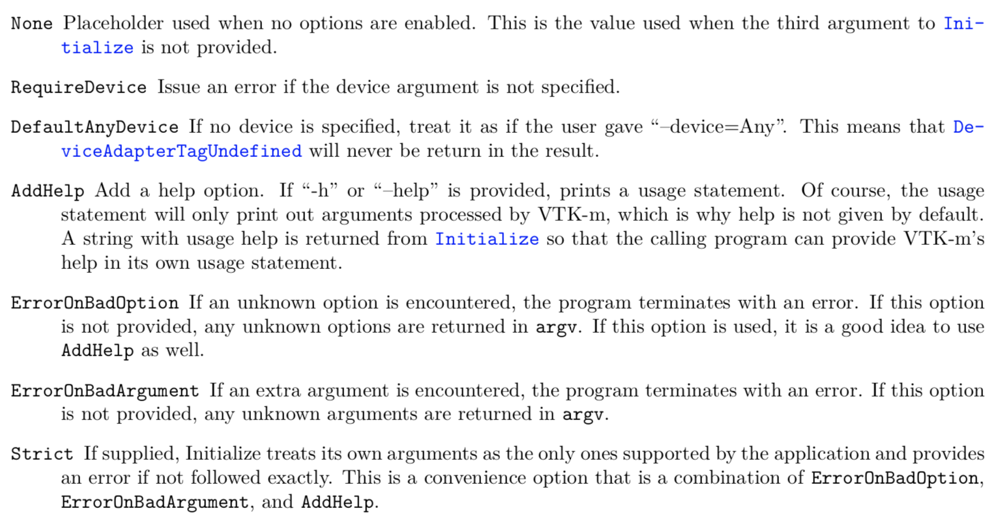 None Placeholder used when no options are enabled. This is the value used when the third argument to Ini-
tialize is not provided.
RequireDevice Issue an error if the device argument is not specified.
DefaultAnyDevice If no device is specified, treat it as if the user gave “–device=Any”. This means that De-
viceAdapterTagUndefined will never be return in the result.
AddHelp Add a help option. If “-h” or “–help” is provided, prints a usage statement. Of course, the usage
statement will only print out arguments processed by VTK-m, which is why help is not given by default.
A string with usage help is returned from Initialize so that the calling program can provide VTK-m’s
help in its own usage statement.
ErrorOnBadOption If an unknown option is encountered, the program terminates with an error. If this option
is not provided, any unknown options are returned in argv. If this option is used, it is a good idea to use
AddHelp as well.
ErrorOnBadArgument If an extra argument is encountered, the program terminates with an error. If this option
is not provided, any unknown arguments are returned in argv.
Strict If supplied, Initialize treats its own arguments as the only ones supported by the application and provides
an error if not followed exactly. This is a convenience option that is a combination of ErrorOnBadOption,
ErrorOnBadArgument, and AddHelp.